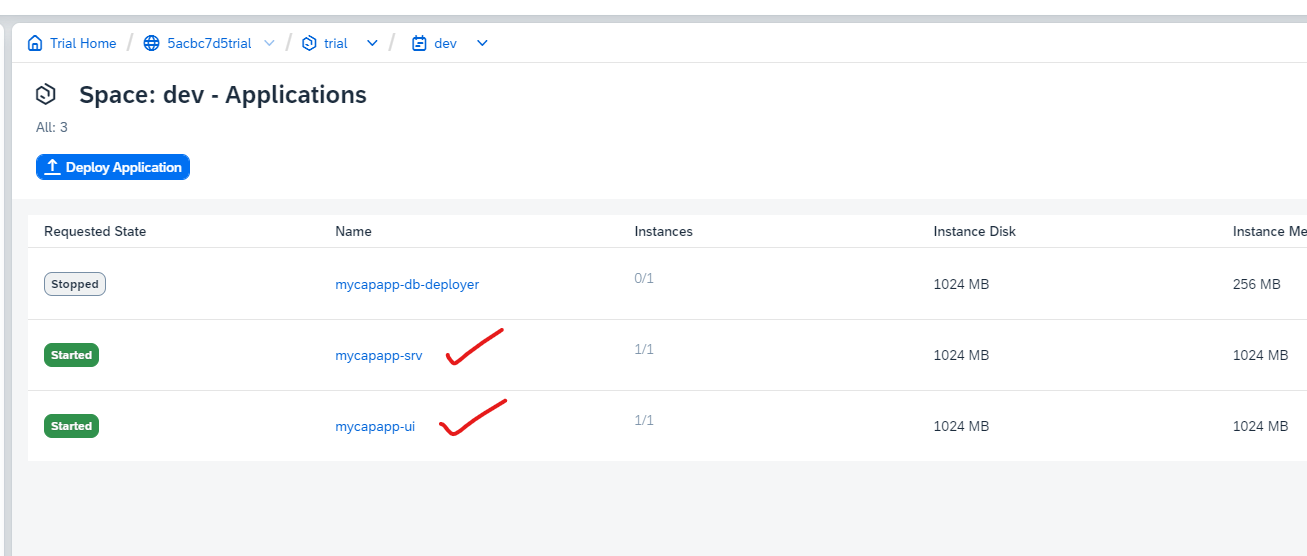 Trial Home / 5acbc7d5trial / trial / dev
Space: dev - Applications
All: 3
Deploy Application
Requested State Name Instances Instance Disk Instance Me
Stopped mycapapp-db-deployer 0/1 1024 MB 256 MB
Started mycapapp-srv 1/1 1024 MB 1024 MB
Started mycapapp-ui 1/1 1024 MB 1024 MB